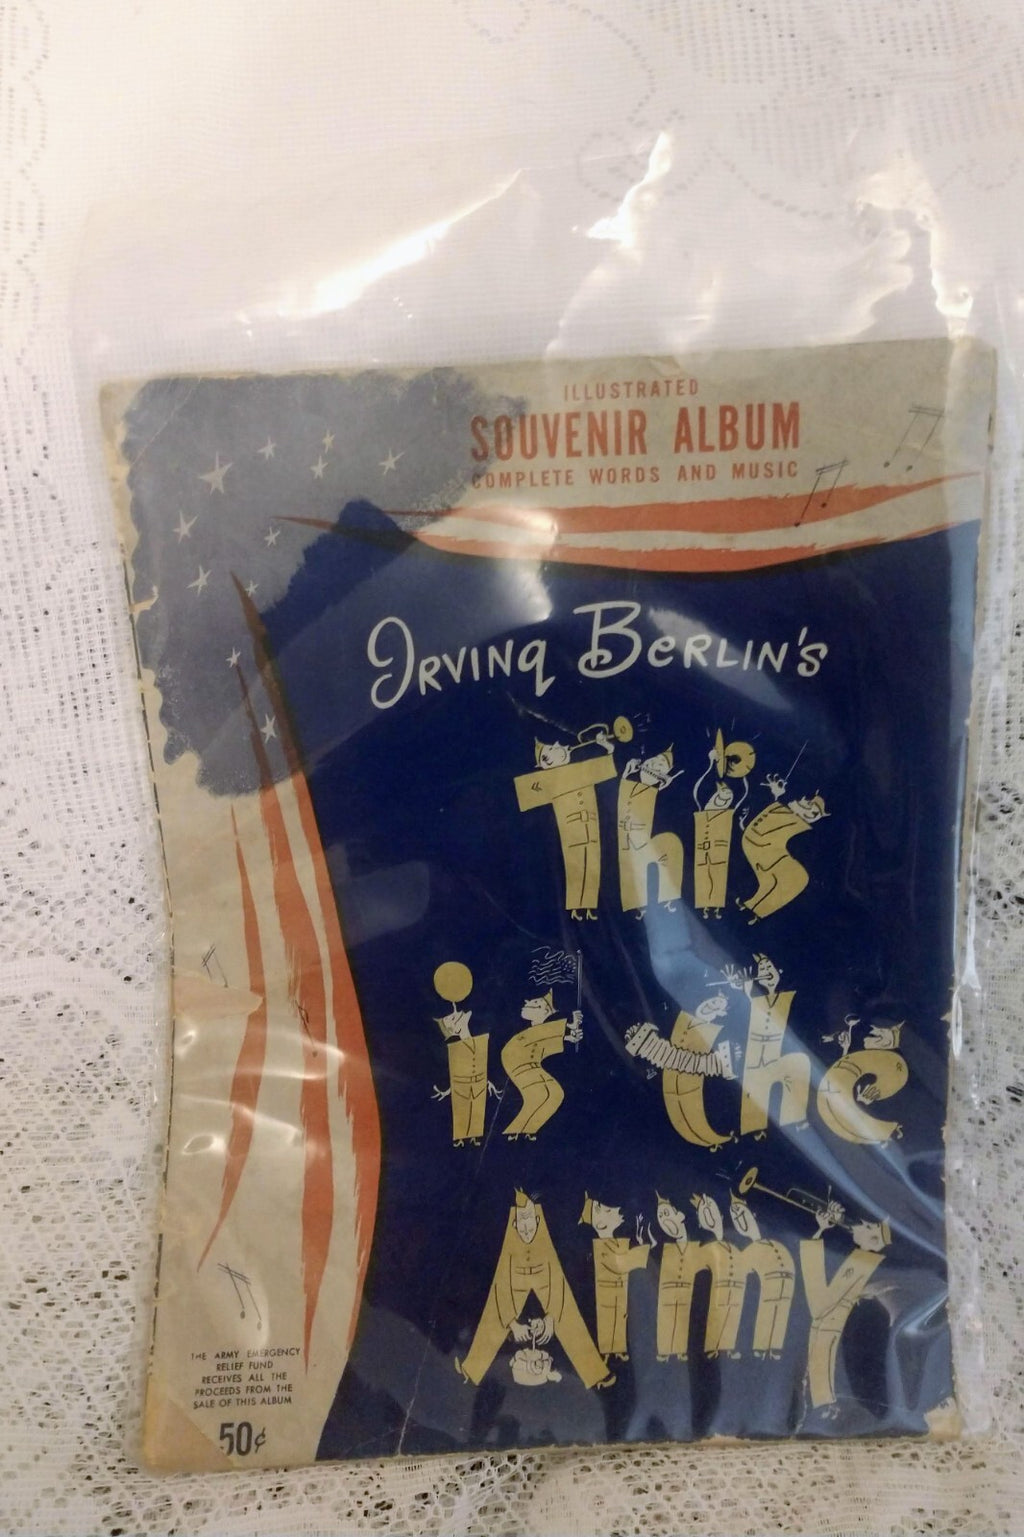 ILLUSTRATED
SOUVENIR ALBUM
COMPLETE WORDS AND MUSIC
IRVING BERLIN'S
This
is the
Army
THE ARMY EMERGENCY
RELIEF FUND
RECEIVES ALL THE
PROCEEDS FROM THE
SALE OF THIS ALBUM
50¢